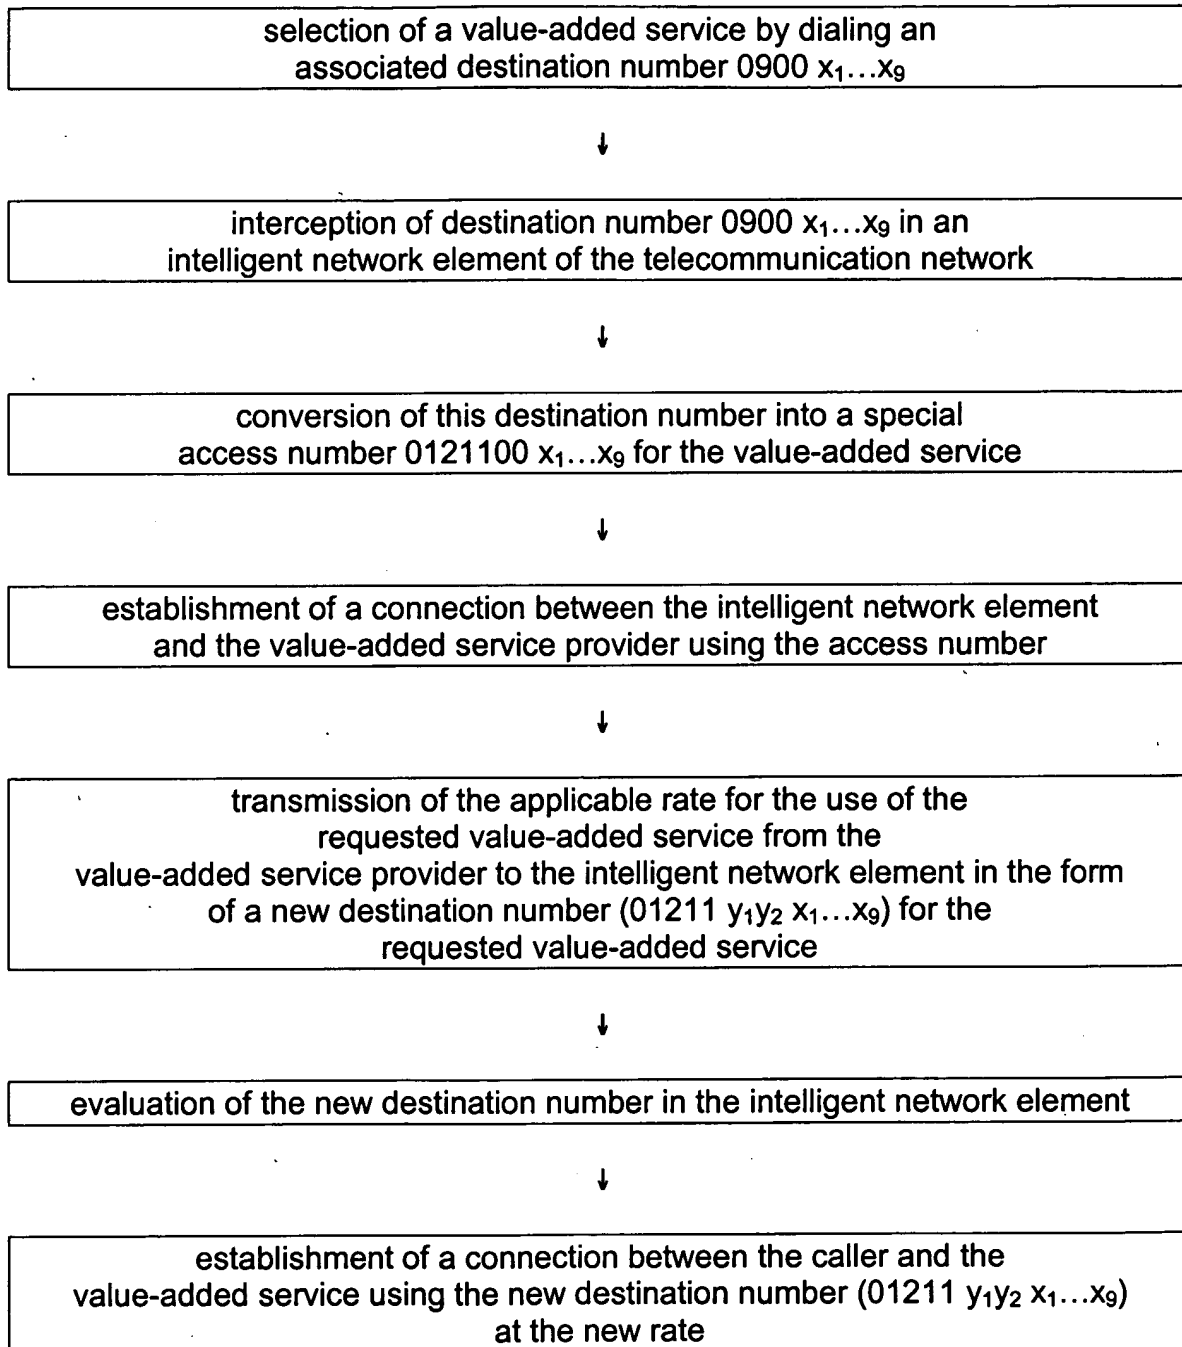 selection of a value-added service by dialing an
associated destination number 0900 x₁...x₉
↓
interception of destination number 0900 x₁...x₉ in an
intelligent network element of the telecommunication network
↓
conversion of this destination number into a special
access number 0121100 x₁...x₉ for the value-added service
↓
establishment of a connection between the intelligent network element
and the value-added service provider using the access number
↓
transmission of the applicable rate for the use of the
requested value-added service from the
value-added service provider to the intelligent network element in the form
of a new destination number (01211 y₁y₂ x₁...x₉) for the
requested value-added service
↓
evaluation of the new destination number in the intelligent network element
↓
establishment of a connection between the caller and the
value-added service using the new destination number (01211 y₁y₂ x₁...x₉)
at the new rate